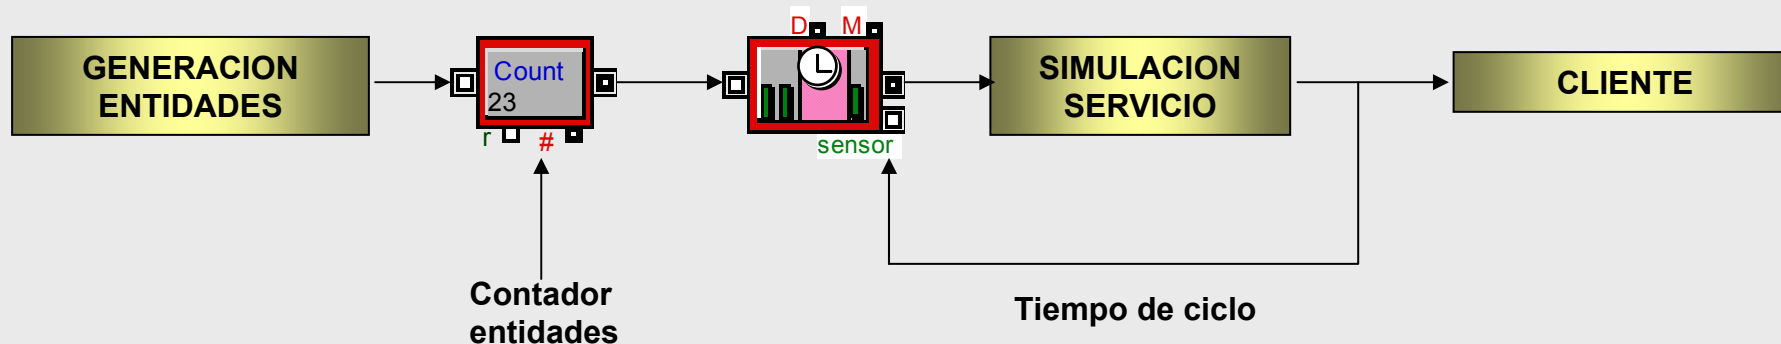 GENERACION
ENTIDADES
Count
23
r
#
D
M
sensor
SIMULACION
SERVICIO
CLIENTE
Contador
entidades
Tiempo de ciclo